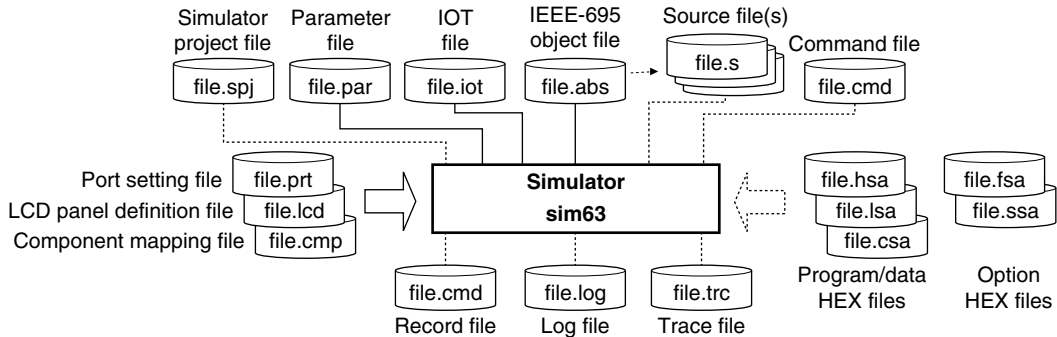 Simulator
project file
file.spj
Parameter
file
file.par
IOT
file
file.iot
IEEE-695
object file
file.abs
Source file(s)
file.s
Command file
file.cmd
Port setting file
file.prt
LCD panel definition file
file.lcd
Component mapping file
file.cmp
Simulator
sim63
file.hsa
file.lsa
file.csa
Program/data
HEX files
file.fsa
file.ssa
Option
HEX files
file.cmd
Record file
file.log
Log file
file.trc
Trace file